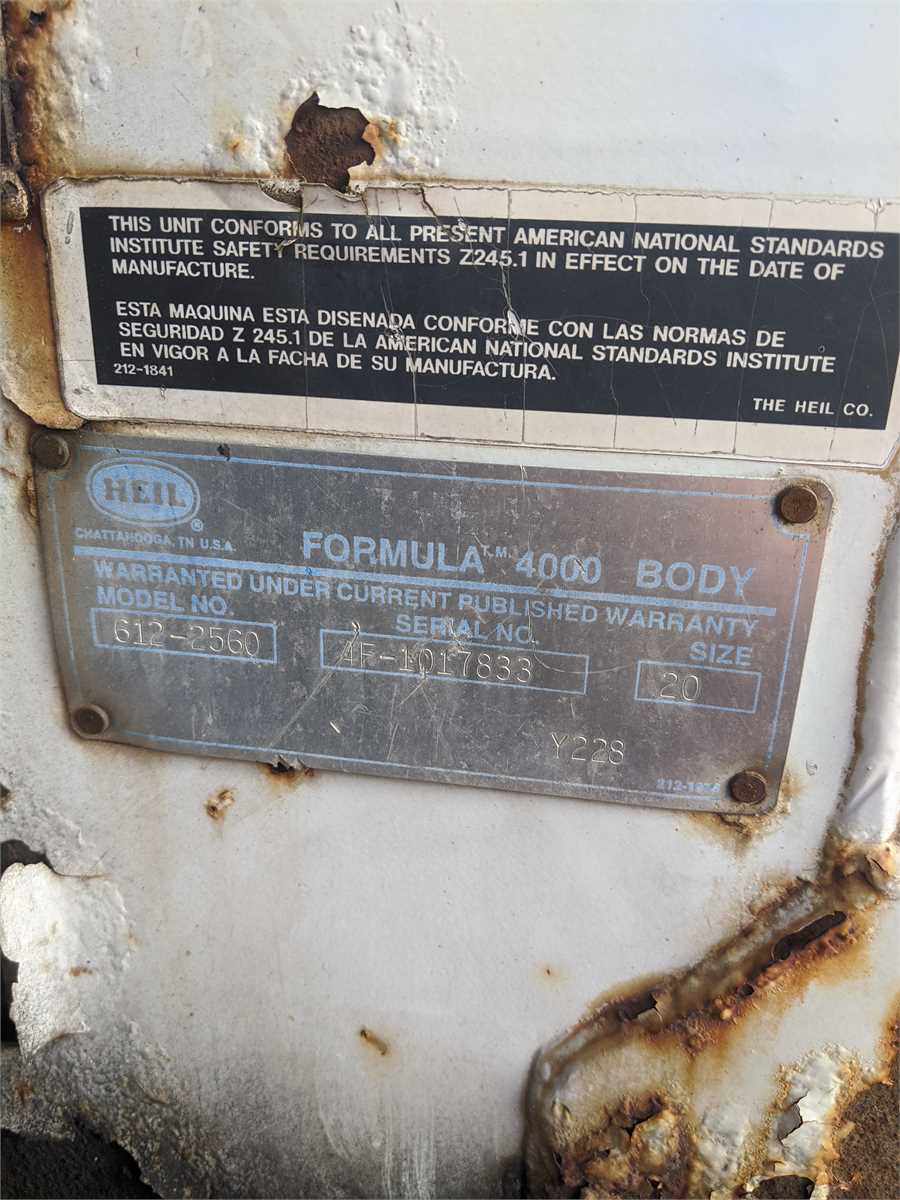 THIS UNIT CONFORMS TO ALL PRESENT AMERICAN NATIONAL STANDARDS
INSTITUTE SAFETY REQUIREMENTS Z245.1 IN EFFECT ON THE DATE OF
MANUFACTURE.
ESTA MAQUINA ESTA DISENADA CONFORME CON LAS NORMAS DE
SEGURIDAD Z 245.1 DE LA AMERICAN NATIONAL STANDARDS INSTITUTE
EN VIGOR A LA FACHA DE SU MANUFACTURA.
212-1841
THE HEIL CO.
HEIL ®
CHATTANOOGA, TN U.S.A.
FORMULA T.M. 4000 BODY
WARRANTED UNDER CURRENT PUBLISHED WARRANTY
MODEL NO. SERIAL NO. SIZE
612-2560 4F-1017833 20
Y228